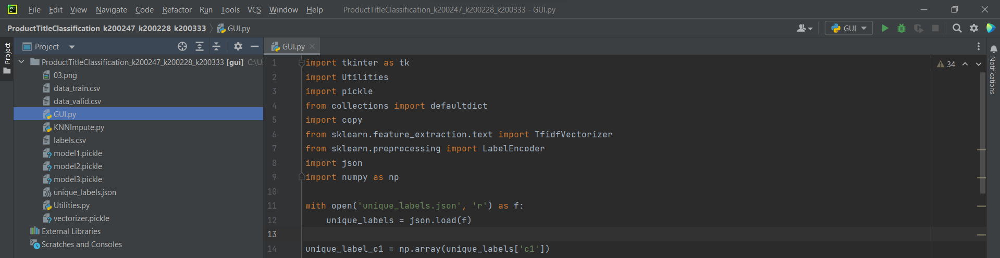 PC File Edit View Navigate Code Refactor Run Tools VCS Window Help ProductTitleClassification_k200247_k200228_k200333 - GUI.py
ProductTitleClassification_k200247_k200228_k200333 GUI.py GUI
Project
Project
GUI.py
ProductTitleClassification_k200247_k200228_k200333 [gui] C:\Us
03.png
data_train.csv
data_valid.csv
GUI.py
KNNImpute.py
labels.csv
model1.pickle
model2.pickle
model3.pickle
unique_labels.json
Utilities.py
vectorizer.pickle
External Libraries
Scratches and Consoles
1 import tkinter as tk
2 import Utilities
3 import pickle
4 from collections import defaultdict
5 import copy
6 from sklearn.feature_extraction.text import TfidfVectorizer
7 from sklearn.preprocessing import LabelEncoder
8 import json
9 import numpy as np
10
11 with open('unique_labels.json', 'r') as f:
12 unique_labels = json.load(f)
13
14 unique_label_c1 = np.array(unique_labels['c1'])
34
Notifications